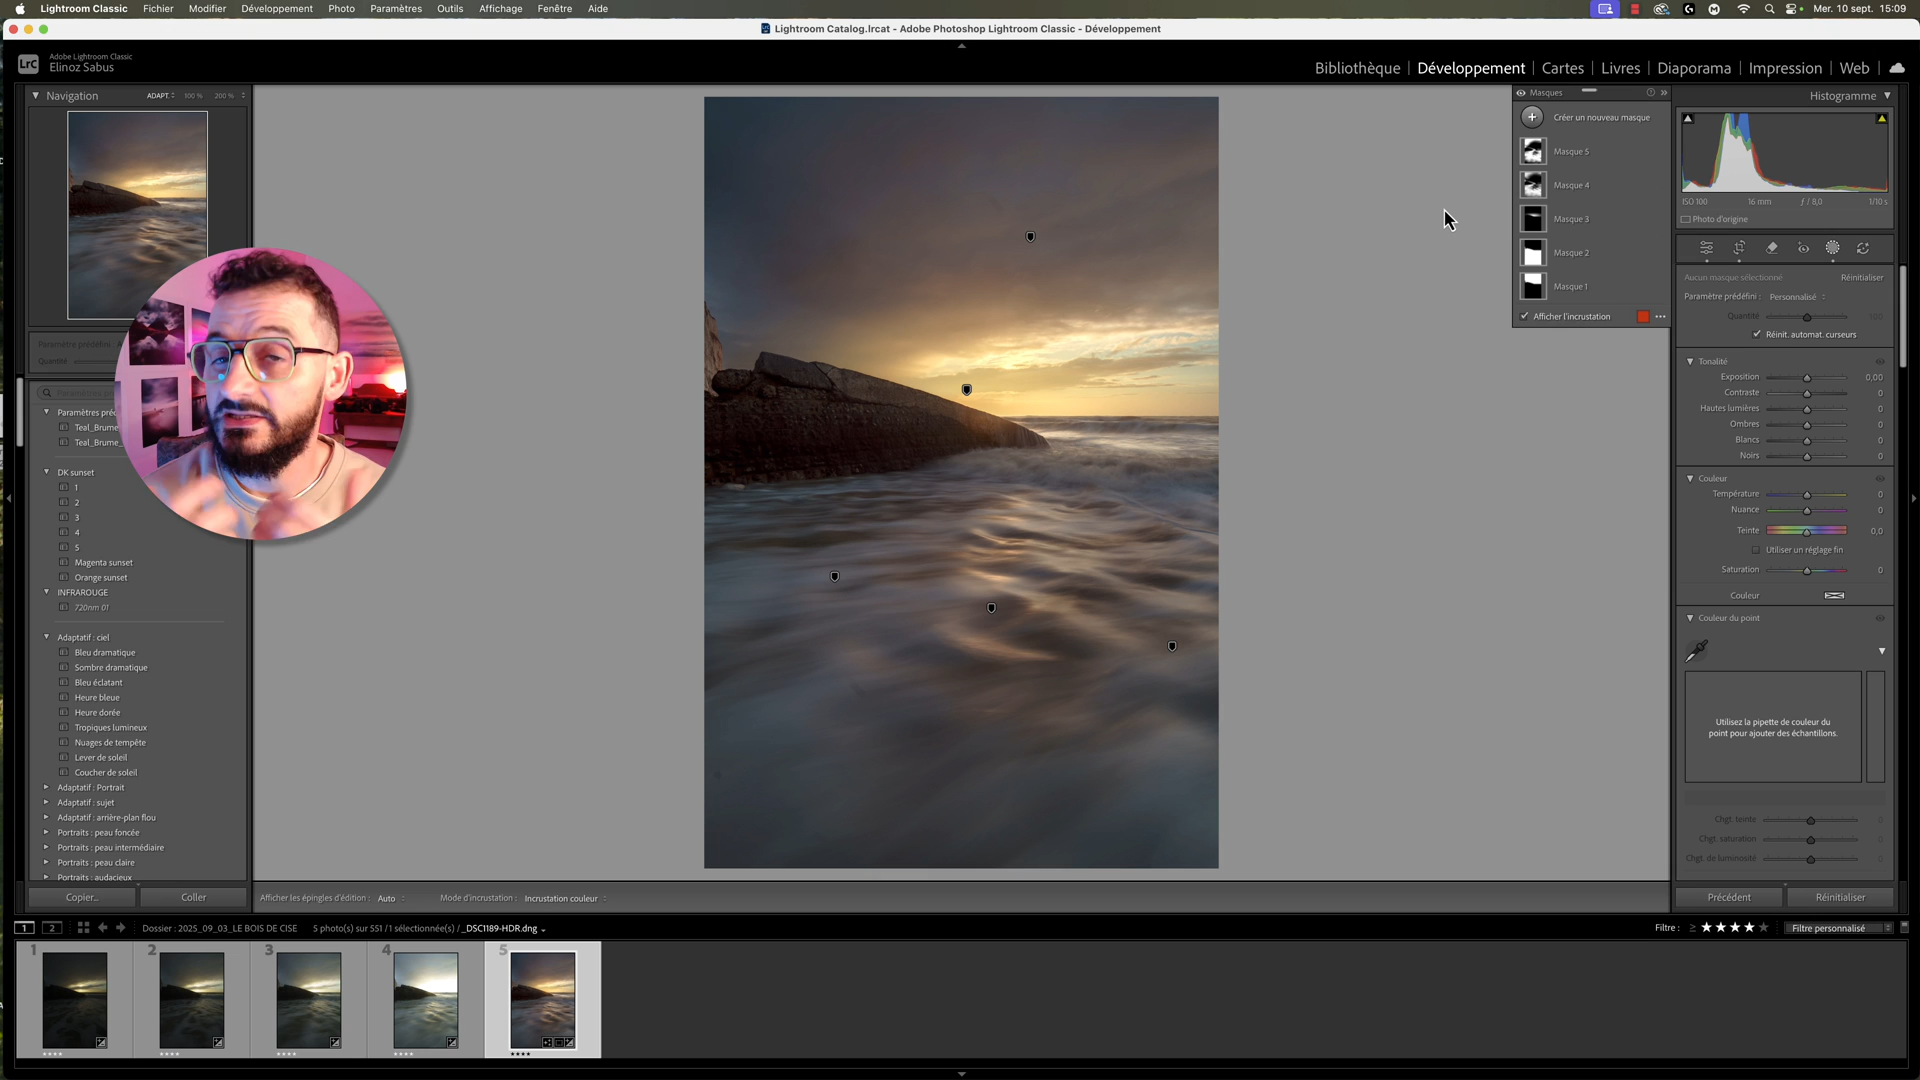 Lightroom Classic
Fichier
Modifier
Développement
Photo
Paramètres
Outils
Affichage
Fenêtre
Aide
Mer. 10 sept. 15:09
Lightroom Catalog.lrcat - Adobe Photoshop Lightroom Classic - Développement
LrC
Adobe Lightroom Classic
Elinoz Sabus
Bibliothèque | Développement | Cartes | Livres | Diaporama | Impression | Web |
Navigation
ADAPT.
100 %
200 %
Masques
Créer un nouveau masque
Masque 5
Masque 4
Masque 3
Masque 2
Masque 1
Afficher l'incrustation
Histogramme
ISO 100
16 mm
ƒ / 8,0
1/10 s
Photo d'origine
Aucun masque sélectionné
Réinitialiser
Paramètre prédéfini :
Personnalisé
Quantité
100
Réinit. automat. curseurs
Tonalité
Exposition
0,00
Contraste
0
Hautes lumières
0
Ombres
0
Blancs
0
Noirs
0
Couleur
Température
0
Nuance
0
Teinte
0,0
Utiliser un réglage fin
Saturation
0
Couleur
Couleur du point
Utilisez la pipette de couleur du
point pour ajouter des échantillons.
Chgt. teinte
0
Chgt. saturation
0
Chgt. de luminosité
0
Précédent
Réinitialiser
Paramètre prédéfini :
Quantité
Teal_Brume_
Teal_Brume_
DK sunset
1
2
3
4
5
Magenta sunset
Orange sunset
INFRAROUGE
720nm 01
Adaptatif : ciel
Bleu dramatique
Sombre dramatique
Bleu éclatant
Heure bleue
Heure dorée
Tropiques lumineux
Nuages de tempête
Lever de soleil
Coucher de soleil
Adaptatif : Portrait
Adaptatif : sujet
Adaptatif : arrière-plan flou
Portraits : peau foncée
Portraits : peau intermédiaire
Portraits : peau claire
Portraits : audacieux
Copier...
Coller
Afficher les épingles d'édition :
Auto
Mode d'incrustation :
Incrustation couleur
1
2
Dossier : 2025_09_03_LE BOIS DE CISE
5 photo(s) sur 551 /1 sélectionnée(s) /_DSC1189-HDR.dng
Filtre :
Filtre personnalisé
1
2
3
4
5